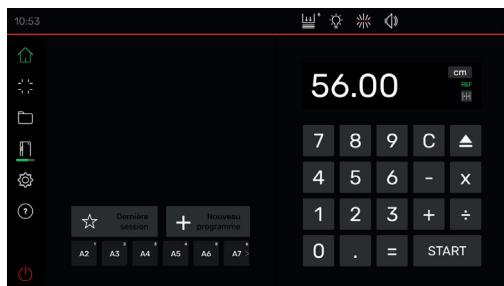 10:53
56.00
cm
REF
7 8 9 C
4 5 6 - x
1 2 3 + ÷
0 . = START
Dernière
session
Nouveau
programme
A2 A3 A4 A5 A6 A7 >
?